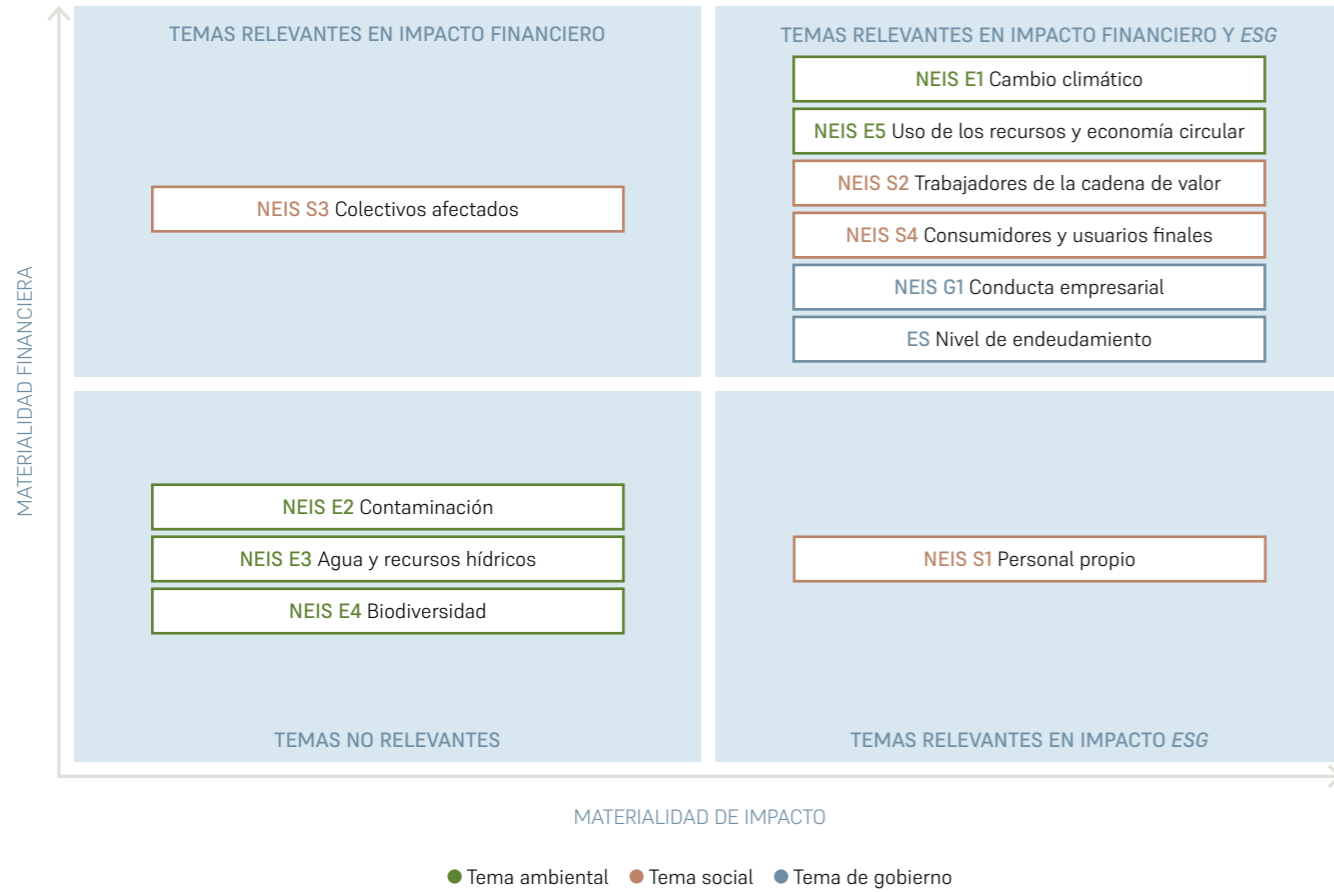 TEMAS RELEVANTES EN IMPACTO FINANCIERO
NEIS S3 Colectivos afectados
TEMAS RELEVANTES EN IMPACTO FINANCIERO Y ESG
NEIS E1 Cambio climático
NEIS E5 Uso de los recursos y economía circular
NEIS S2 Trabajadores de la cadena de valor
NEIS S4 Consumidores y usuarios finales
NEIS G1 Conducta empresarial
ES Nivel de endeudamiento
MATERIALIDAD FINANCIERA
NEIS E2 Contaminación
NEIS E3 Agua y recursos hídricos
NEIS E4 Biodiversidad
TEMAS NO RELEVANTES
NEIS S1 Personal propio
TEMAS RELEVANTES EN IMPACTO ESG
MATERIALIDAD DE IMPACTO
Tema ambiental Tema social Tema de gobierno